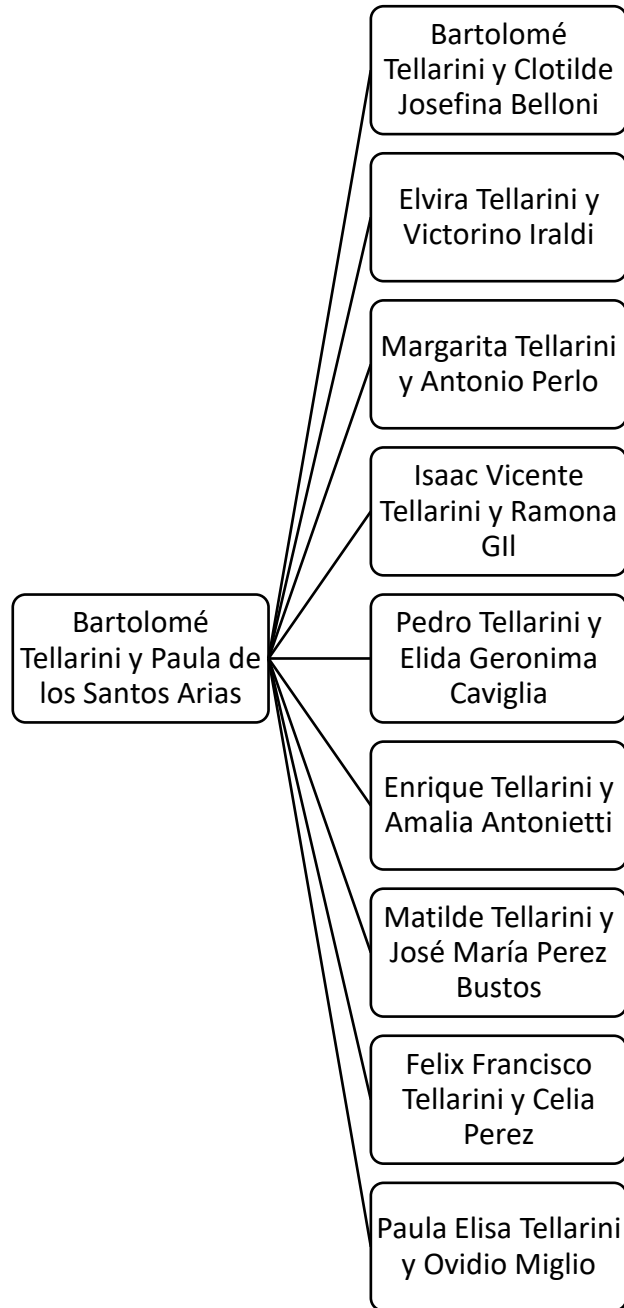 Bartolomé
Tellarini y Paula de
los Santos Arias
Bartolomé
Tellarini y Clotilde
Josefina Belloni
Elvira Tellarini y
Victorino Iraldi
Margarita Tellarini
y Antonio Perlo
Isaac Vicente
Tellarini y Ramona
GIl
Pedro Tellarini y
Elida Geronima
Caviglia
Enrique Tellarini y
Amalia Antonietti
Matilde Tellarini y
José María Perez
Bustos
Felix Francisco
Tellarini y Celia
Perez
Paula Elisa Tellarini
y Ovidio Miglio